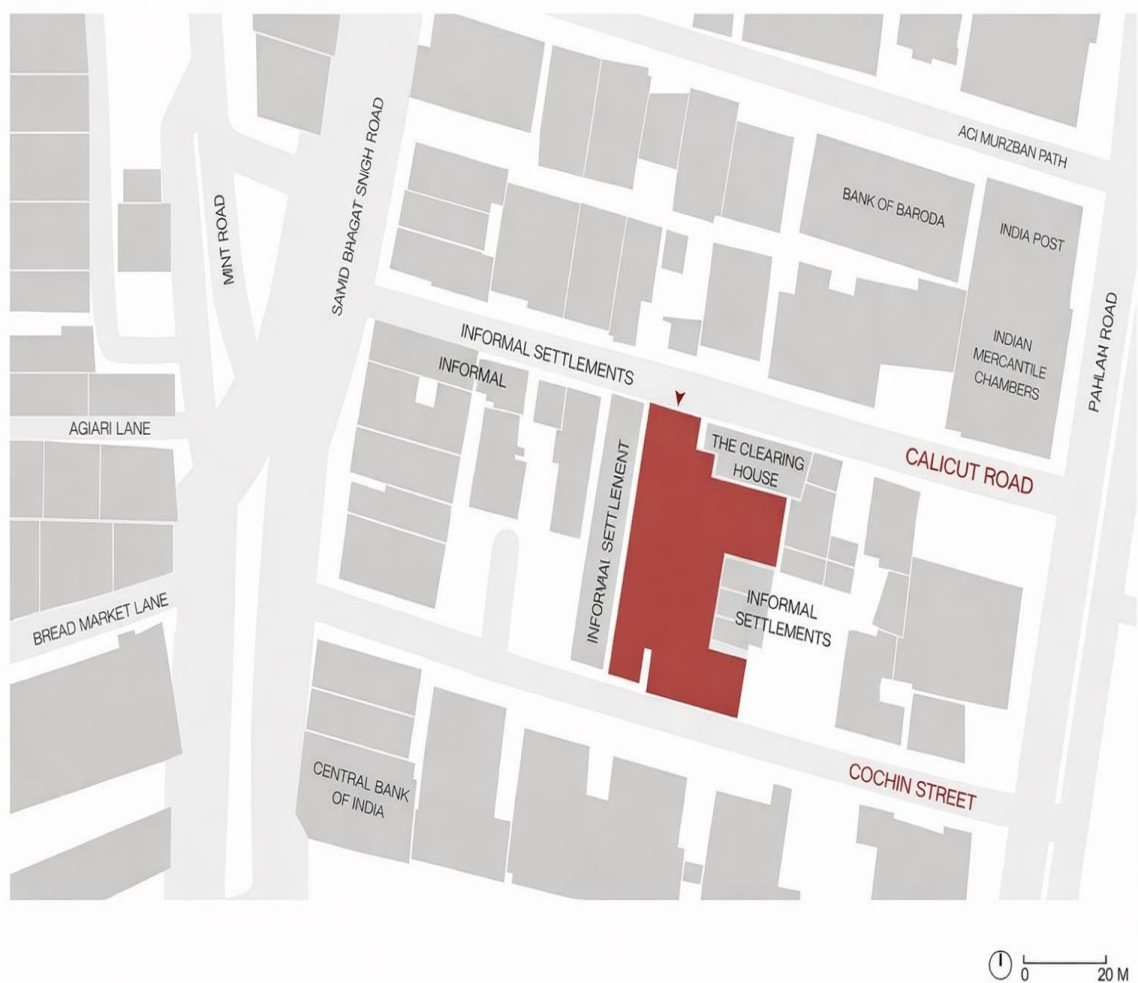 ACI MURZBAN PATH
BANK OF BARODA
INDIA POST
MINT ROAD
SAMD BHAGAT SNIGH ROAD
INFORMAL SETTLEMENTS
INFORMAL
INDIAN
MERCANTILE
CHAMBERS
PAHLAN ROAD
AGIARI LANE
THE CLEARING
HOUSE
CALICUT ROAD
INFORVAAL SETTLENENT
BREAD MARKET LANE
INFORMAL
SETTLEMENTS
CENTRAL BANK
OF INDIA
COCHIN STREET
0 20 M